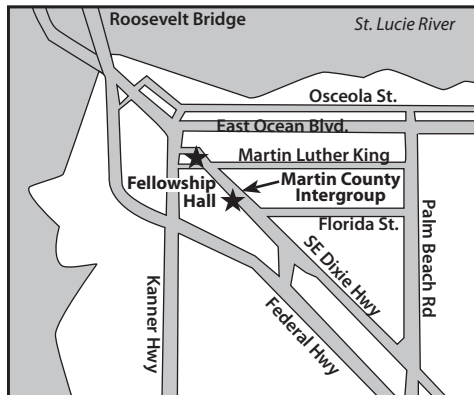 Roosevelt Bridge
St. Lucie River
Osceola St.
East Ocean Blvd.
Martin Luther King
Fellowship
Hall
Martin County
Intergroup
Florida St.
SE Dixie Hwy
Palm Beach Rd
Kanner Hwy
Federal Hwy